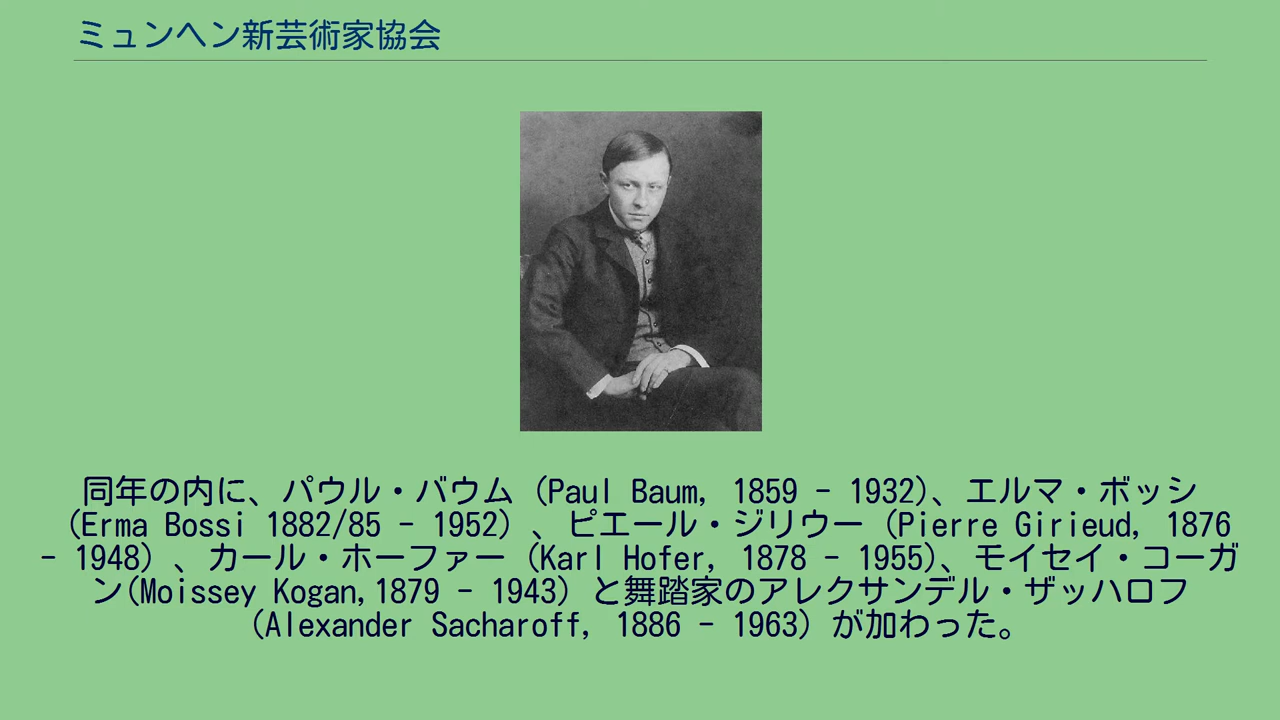 ミュンヘン新芸術家協会
同年の内に、パウル・バウム (Paul Baum, 1859 - 1932)、エルマ・ボッシ
(Erma Bossi 1882/85 - 1952) 、ピエール・ジリウー (Pierre Girieud, 1876
- 1948) 、カール・ホーファー (Karl Hofer, 1878 - 1955)、モイセイ・コーガ
ン(Moissey Kogan,1879 - 1943) と舞踏家のアレクサンデル・ザッハロフ
(Alexander Sacharoff, 1886 - 1963) が加わった。